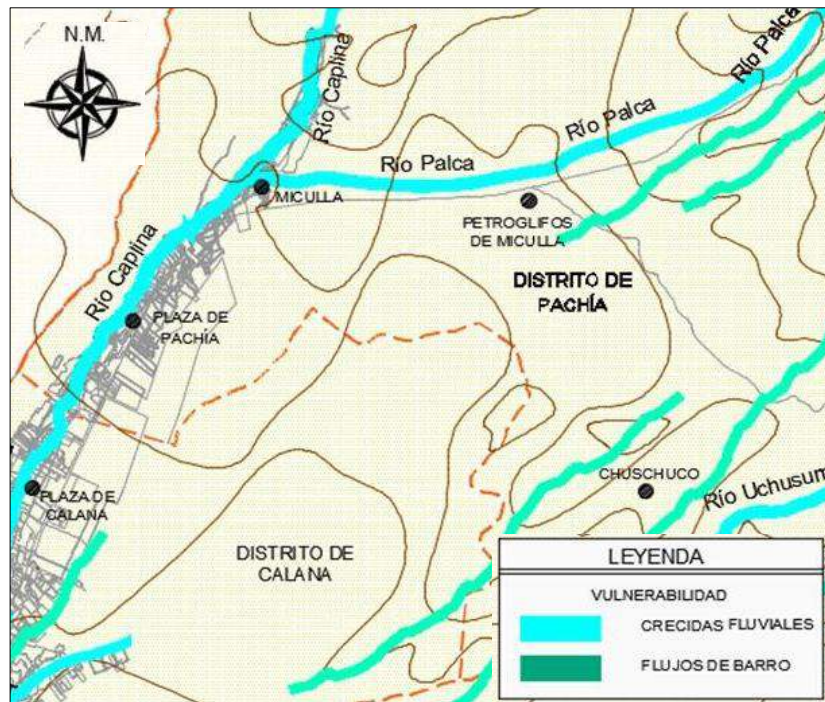 N.M.
Río Caplina
Río Palca
Río Palca
Río Palca
MICULLA
PETROGLIFOS
DE MICULLA
Río Caplina
DISTRITO DE
PACHÍA
PLAZA DE
PACHÍA
PLAZA DE
CALANA
CHUSCHUCO
Río Uchusum
DISTRITO DE
CALANA
LEYENDA
VULNERABILIDAD
CRECIDAS FLUVIALES
FLUJOS DE BARRO